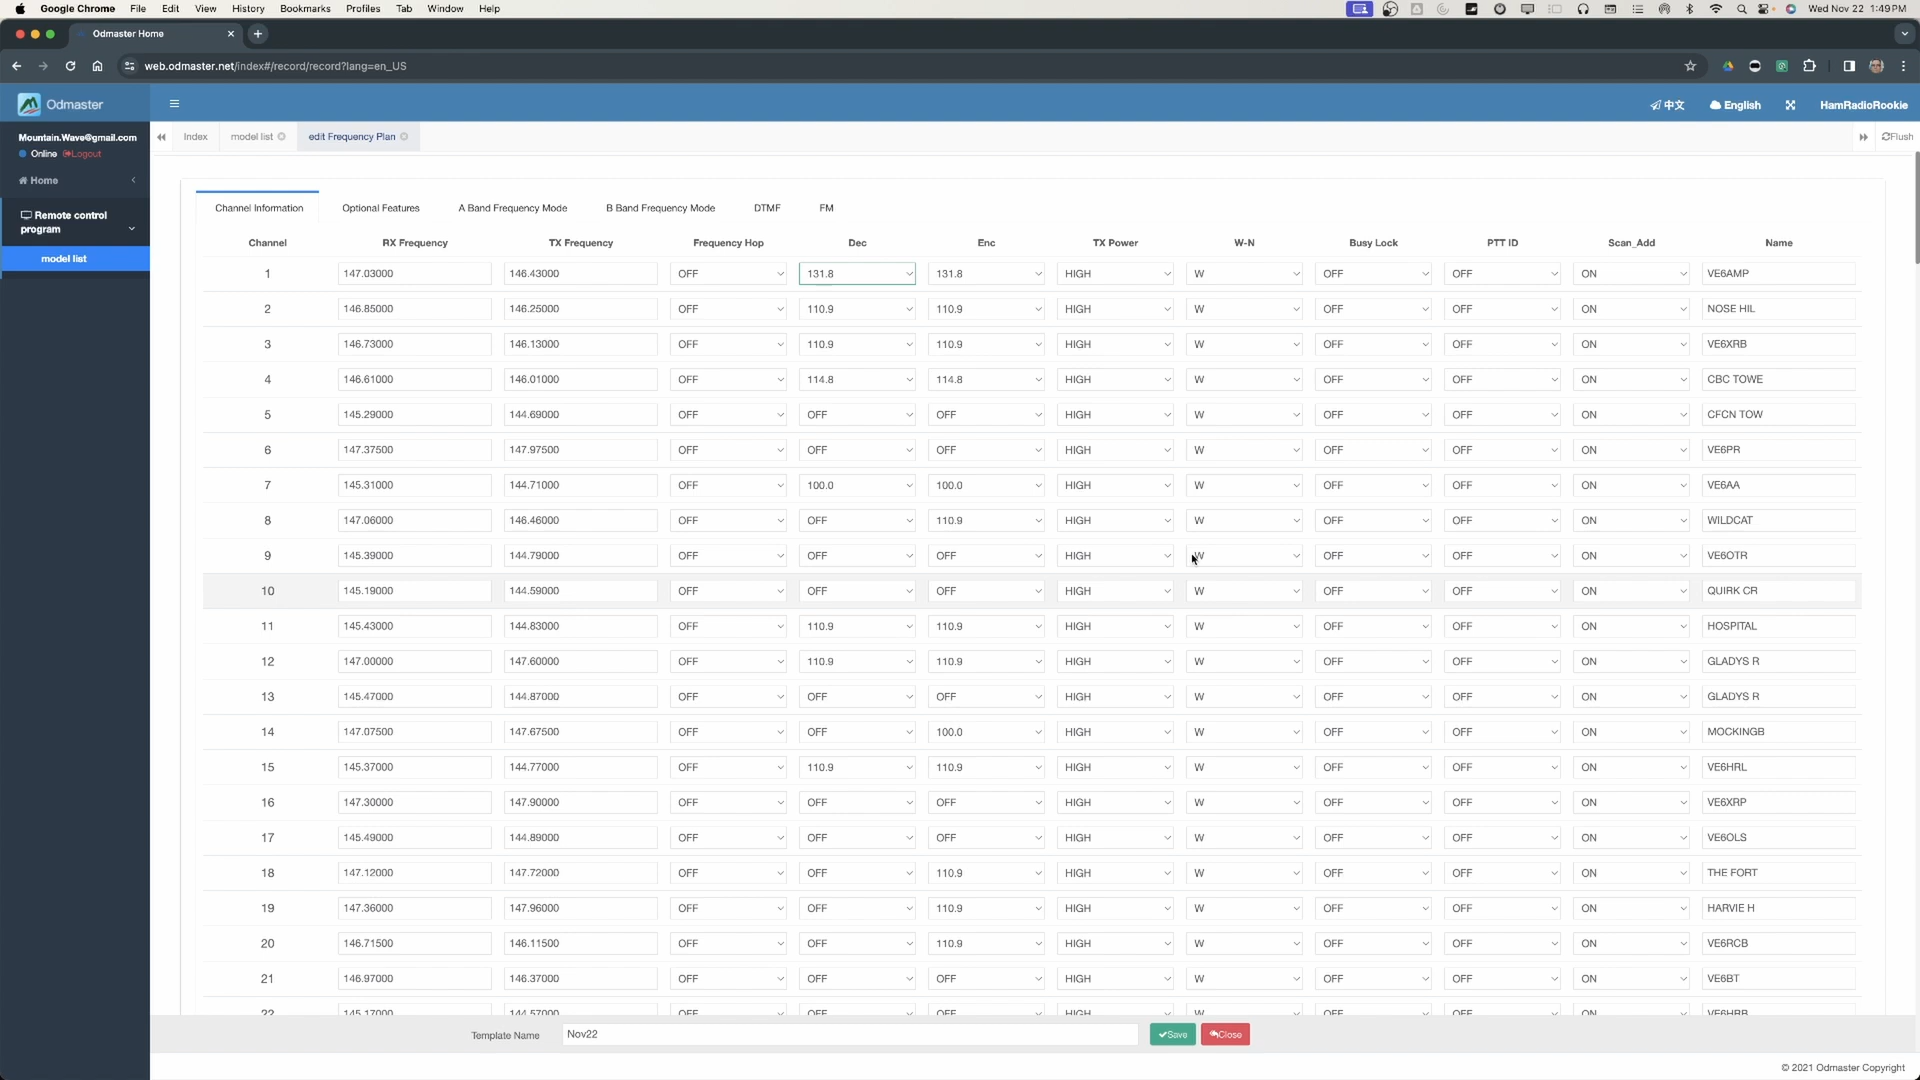 Google Chrome File Edit View History Bookmarks Profiles Tab Window Help Wed Nov 22 1:49 PM
Odmaster Home
web.odmaster.net/index#/record/record?lang=en_US
Odmaster 中文 English HamRadioRookie
Mountain.Wave@gmail.com Index model list edit Frequency Plan Flush
Online Logout
Home
Remote control program
model list
Channel Information Optional Features A Band Frequency Mode B Band Frequency Mode DTMF FM
Channel RX Frequency TX Frequency Frequency Hop Dec Enc TX Power W-N Busy Lock PTT ID Scan_Add Name
1 147.03000 146.43000 OFF 131.8 131.8 HIGH W OFF OFF ON VE6AMP
2 146.85000 146.25000 OFF 110.9 110.9 HIGH W OFF OFF ON NOSE HIL
3 146.73000 146.13000 OFF 110.9 110.9 HIGH W OFF OFF ON VE6XRB
4 146.61000 146.01000 OFF 114.8 114.8 HIGH W OFF OFF ON CBC TOWE
5 145.29000 144.69000 OFF OFF OFF HIGH W OFF OFF ON CFCN TOW
6 147.37500 147.97500 OFF OFF OFF HIGH W OFF OFF ON VE6PR
7 145.31000 144.71000 OFF 100.0 100.0 HIGH W OFF OFF ON VE6AA
8 147.06000 146.46000 OFF OFF 110.9 HIGH W OFF OFF ON WILDCAT
9 145.39000 144.79000 OFF OFF OFF HIGH W OFF OFF ON VE6OTR
10 145.19000 144.59000 OFF OFF OFF HIGH W OFF OFF ON QUIRK CR
11 145.43000 144.83000 OFF 110.9 110.9 HIGH W OFF OFF ON HOSPITAL
12 147.00000 147.60000 OFF 110.9 110.9 HIGH W OFF OFF ON GLADYS R
13 145.47000 144.87000 OFF OFF OFF HIGH W OFF OFF ON GLADYS R
14 147.07500 147.67500 OFF OFF 100.0 HIGH W OFF OFF ON MOCKINGB
15 145.37000 144.77000 OFF 110.9 110.9 HIGH W OFF OFF ON VE6HRL
16 147.30000 147.90000 OFF OFF OFF HIGH W OFF OFF ON VE6XRP
17 145.49000 144.89000 OFF OFF OFF HIGH W OFF OFF ON VE6OLS
18 147.12000 147.72000 OFF OFF 110.9 HIGH W OFF OFF ON THE FORT
19 147.36000 147.96000 OFF OFF 110.9 HIGH W OFF OFF ON HARVIE H
20 146.71500 146.11500 OFF OFF 110.9 HIGH W OFF OFF ON VE6RCB
21 146.97000 146.37000 OFF OFF OFF HIGH W OFF OFF ON VE6BT
22 145.17000 144.57000 OFF OFF OFF HIGH W OFF OFF ON VE6HRB
Template Name Nov22 Save Close
© 2021 Odmaster Copyright